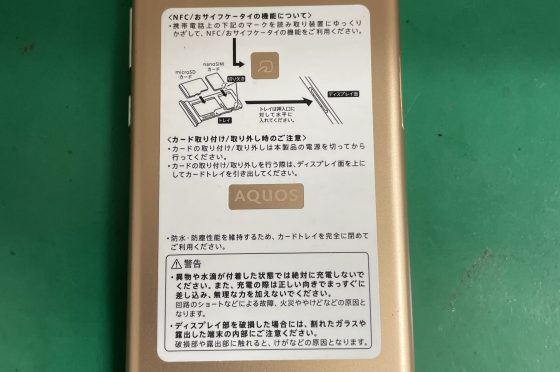 <NFC/おサイフケータイの機能について>
・携帯電話上の下記のマークを読み取り装置にゆっくり
かざして、NFC/おサイフケータイの機能をご利用ください。
microSD
カード
nanoSIM
カード
切り欠き
トレイ
ディスプレイ面
トレイは挿入口に
対して水平に
入れてください。
<カード取り付け/取り外し時のご注意>
・カードの取り付け/取り外しは本製品の電源を切ってから
行ってください。
・カードの取り付け/取り外しを行う際は、ディスプレイ面を上に
してカードトレイを引き出してください。
AQUOS
・防水・防塵性能を維持するため、カードトレイを完全に閉めて
ご利用ください。
⚠警告
・異物や水滴が付着した状態では絶対に充電しないで
ください。また、充電の際は正しい向きでまっすぐに
差し込み、無理な力を加えないでください。
回路のショートなどによる故障、火災ややけどなどの原因と
なります。
・ディスプレイ部を破損した場合には、割れたガラスや
露出した端末の内部にご注意ください。
破損部や露出部に触れると、けがなどの原因となります。